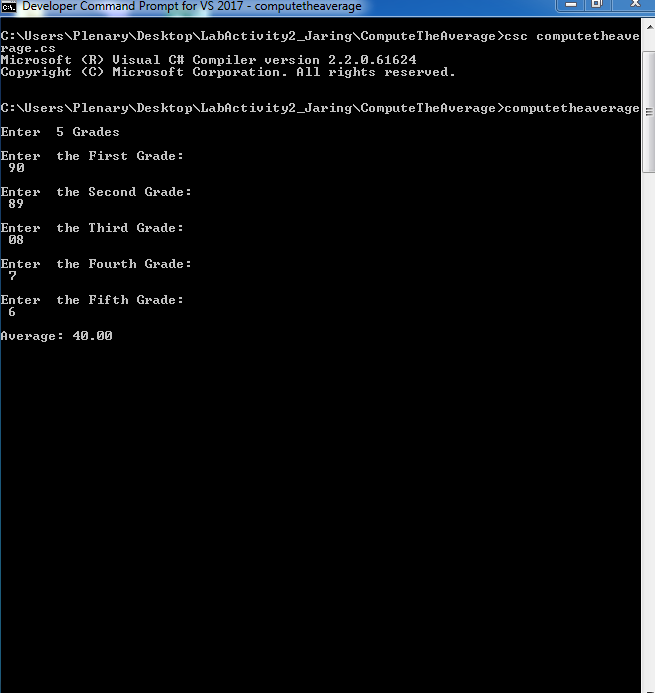 Developer Command Prompt for VS 2017 - computetheaverage
C:\Users\Plenary\Desktop\LabActivity2_Jaring\ComputeTheAverage>csc computetheave
rage.cs
Microsoft (R) Visual C# Compiler version 2.2.0.61624
Copyright (C) Microsoft Corporation. All rights reserved.
C:\Users\Plenary\Desktop\LabActivity2_Jaring\ComputeTheAverage>computetheaverage
Enter  5 Grades
Enter  the First Grade:
90
Enter  the Second Grade:
89
Enter  the Third Grade:
08
Enter  the Fourth Grade:
7
Enter  the Fifth Grade:
6
Average: 40.00